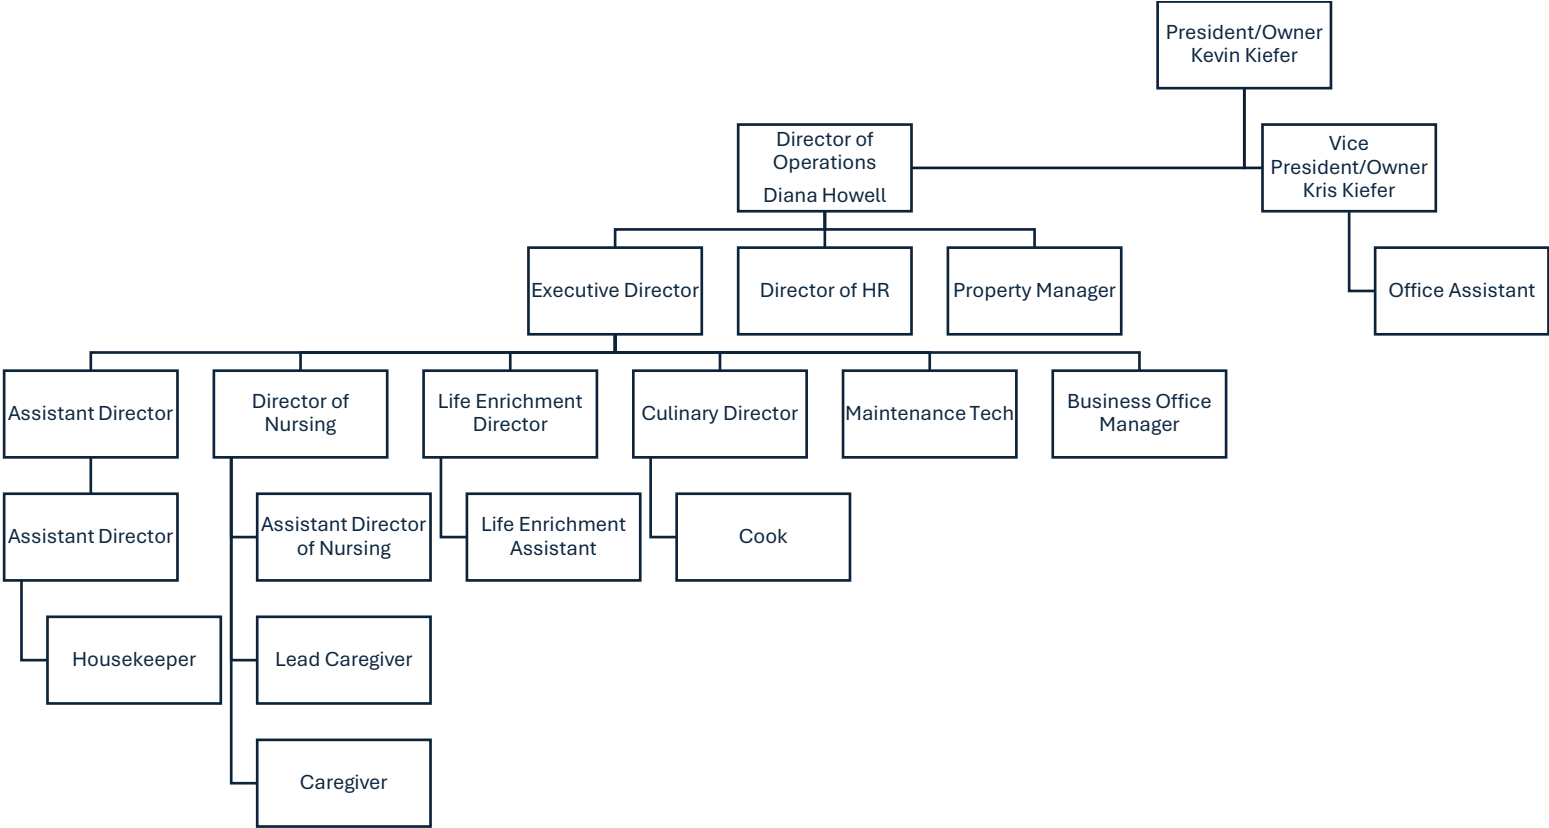 President/Owner
Kevin Kiefer
Director of
Operations
Diana Howell
Vice
President/Owner
Kris Kiefer
Executive Director
Director of HR
Property Manager
Office Assistant
Assistant Director
Director of
Nursing
Life Enrichment
Director
Culinary Director
Maintenance Tech
Business Office
Manager
Assistant Director
Assistant Director
of Nursing
Life Enrichment
Assistant
Cook
Housekeeper
Lead Caregiver
Caregiver